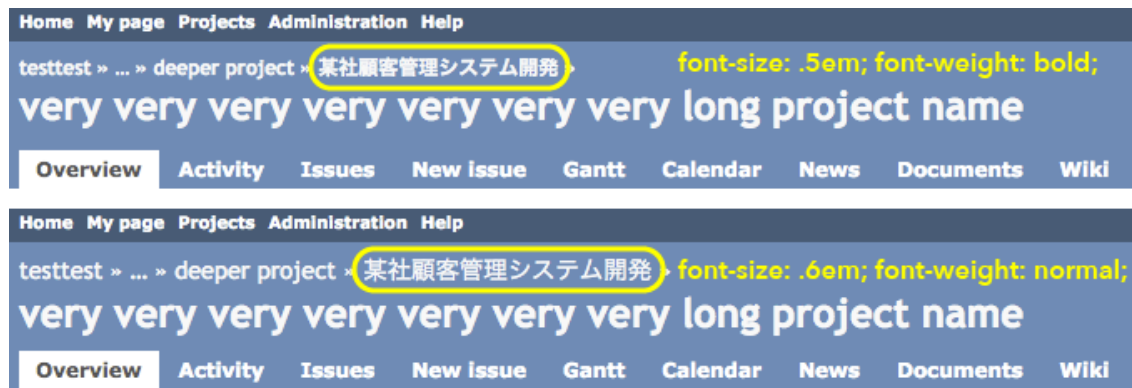 Home My page Projects Administration Help
testtest » ... » deeper project » 某社顧客管理システム開発 »
font-size: .5em; font-weight: bold;
very very very very very very very long project name
Overview Activity Issues New issue Gantt Calendar News Documents Wiki
Home My page Projects Administration Help
testtest » ... » deeper project » 某社顧客管理システム開発 »
font-size: .6em; font-weight: normal;
very very very very very very very long project name
Overview Activity Issues New issue Gantt Calendar News Documents Wiki